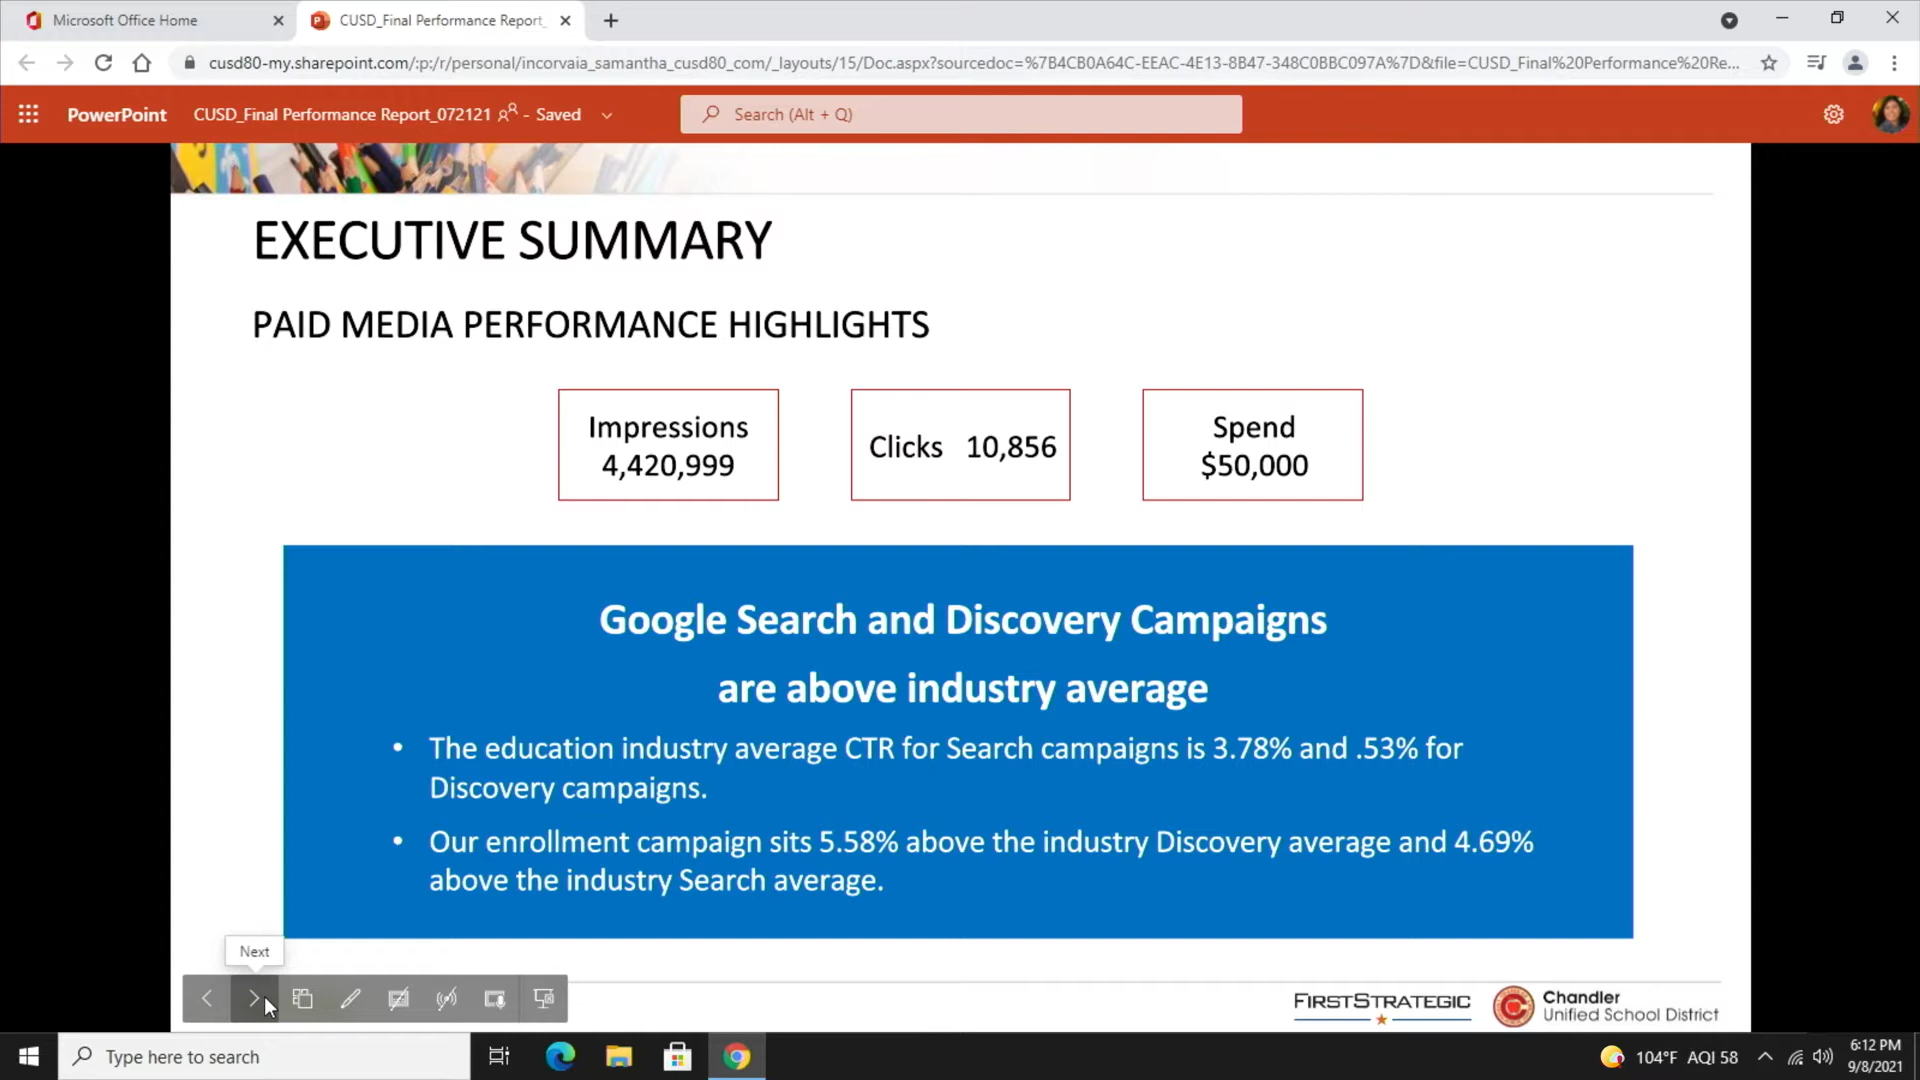 Microsoft Office Home
CUSD_Final Performance Report_
cusd80-my.sharepoint.com/:p:/r/personal/incorvaia_samantha_cusd80_com/_layouts/15/Doc.aspx?sourcedoc=%7B4CB0A64C-EEAC-4E13-8B47-348C0BBC097A%7D&file=CUSD_Final%20Performance%20Re...
PowerPoint
CUSD_Final Performance Report_072121 - Saved
Search (Alt + Q)
EXECUTIVE SUMMARY
PAID MEDIA PERFORMANCE HIGHLIGHTS
Impressions
4,420,999
Clicks 10,856
Spend
$50,000
Google Search and Discovery Campaigns
are above industry average
• The education industry average CTR for Search campaigns is 3.78% and .53% for
Discovery campaigns.
• Our enrollment campaign sits 5.58% above the industry Discovery average and 4.69%
above the industry Search average.
Next
FIRSTSTRATEGIC
Chandler
Unified School District
Type here to search
104°F AQI 58
6:12 PM
9/8/2021